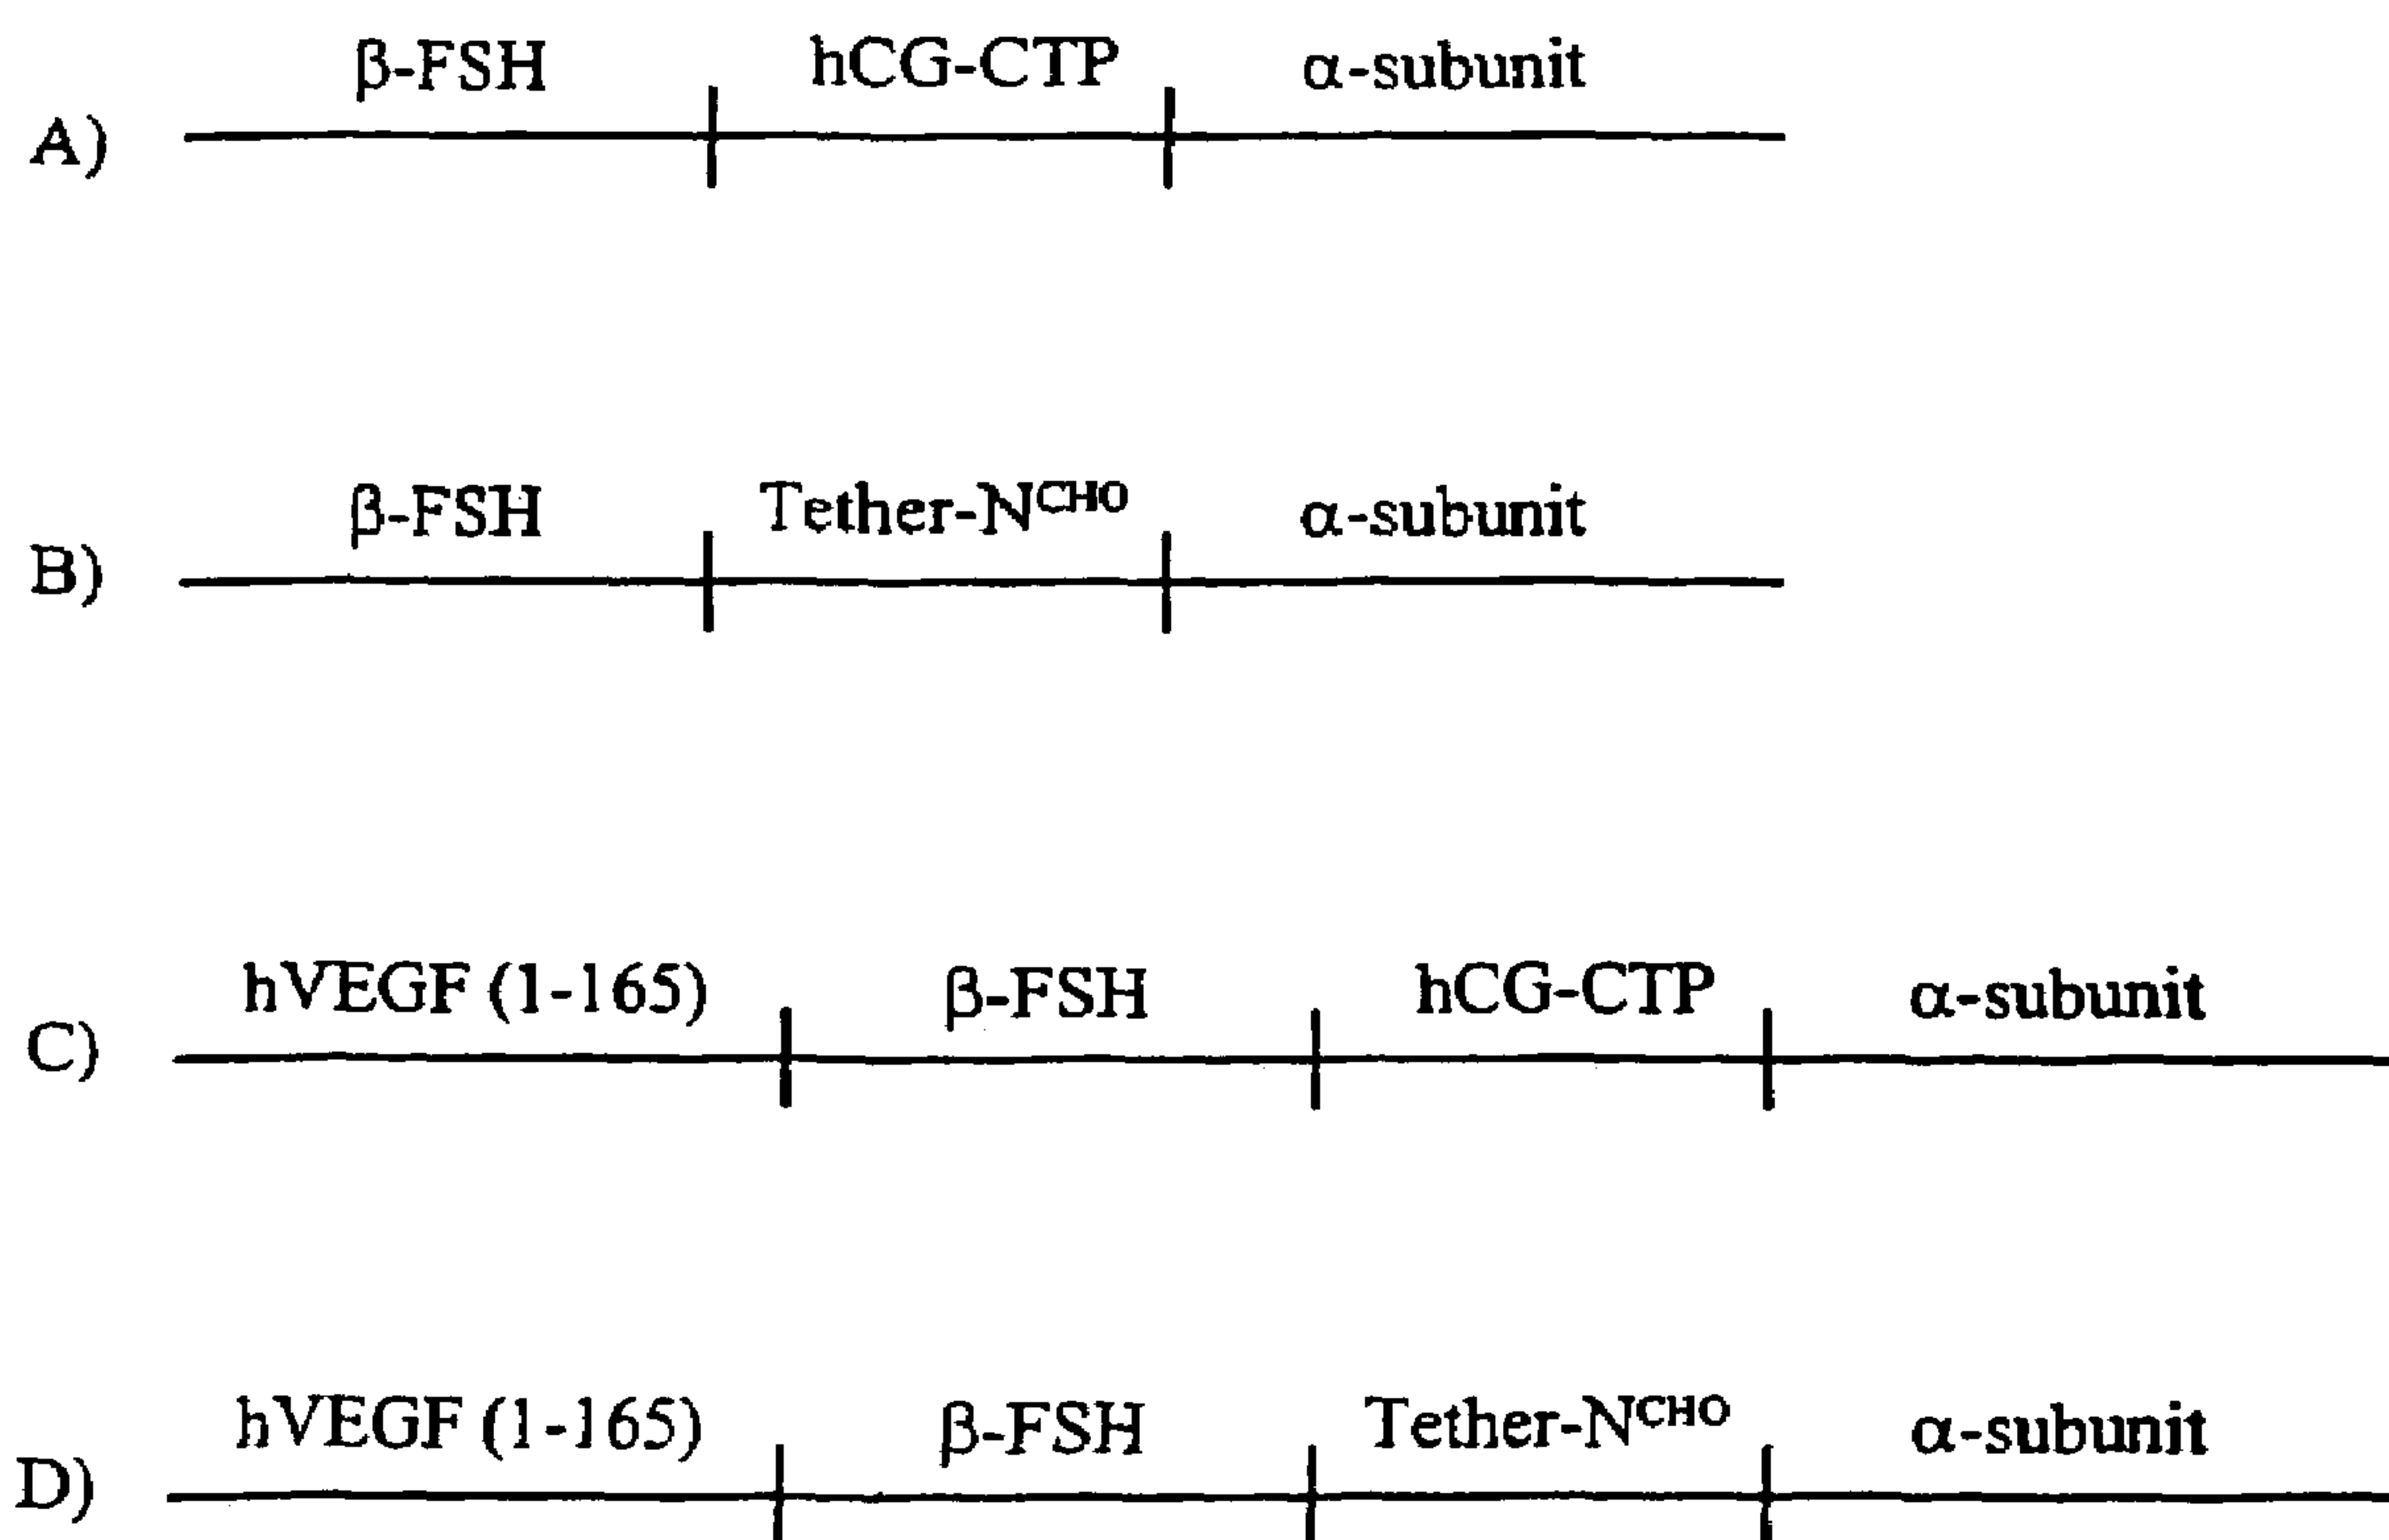 β-FSH hCG-CTP α-subunit
A)
β-FSH Tether-N^CHO α-subunit
B)
hVEGF (1-165) β-FSH hCG-CTP α-subunit
C)
hVEGF (1-165) β-FSH Tether-N^CHO α-subunit
D)